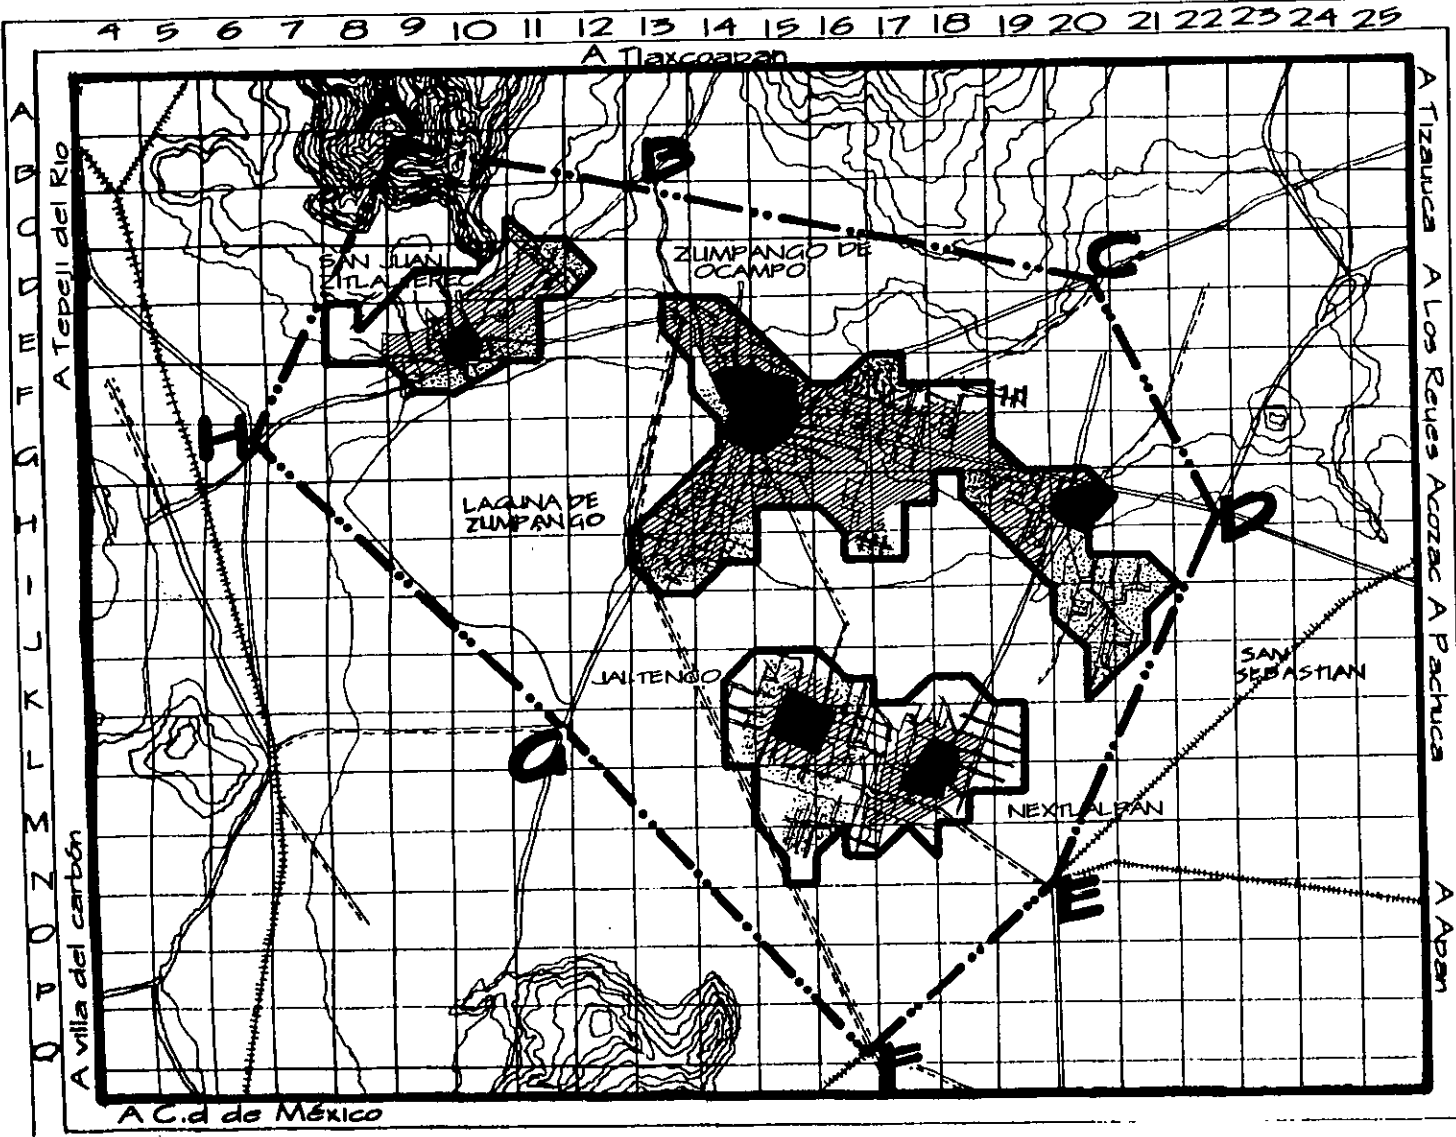 4 5 6 7 8 9 10 11 12 13 14 15 16 17 18 19 20 21 22 23 24 25
A Tlaxcoapan
A
B
C
D
E
F
G
H
I
J
K
L
M
N
O
P
Q
A Tepeji del Rio
A villa del carbón
A Tizayuca A Los Reyes Acozac A Pachuca
A Apan
A
B
C
D
E
F
G
H
SAN JUAN
ZITLALTEPEC
ZUMPANGO DE
OCAMPO
LAGUNA DE
ZUMPANGO
JALTENCO
SAN
SEBASTIAN
NEXTLALPAN
A C.d de México